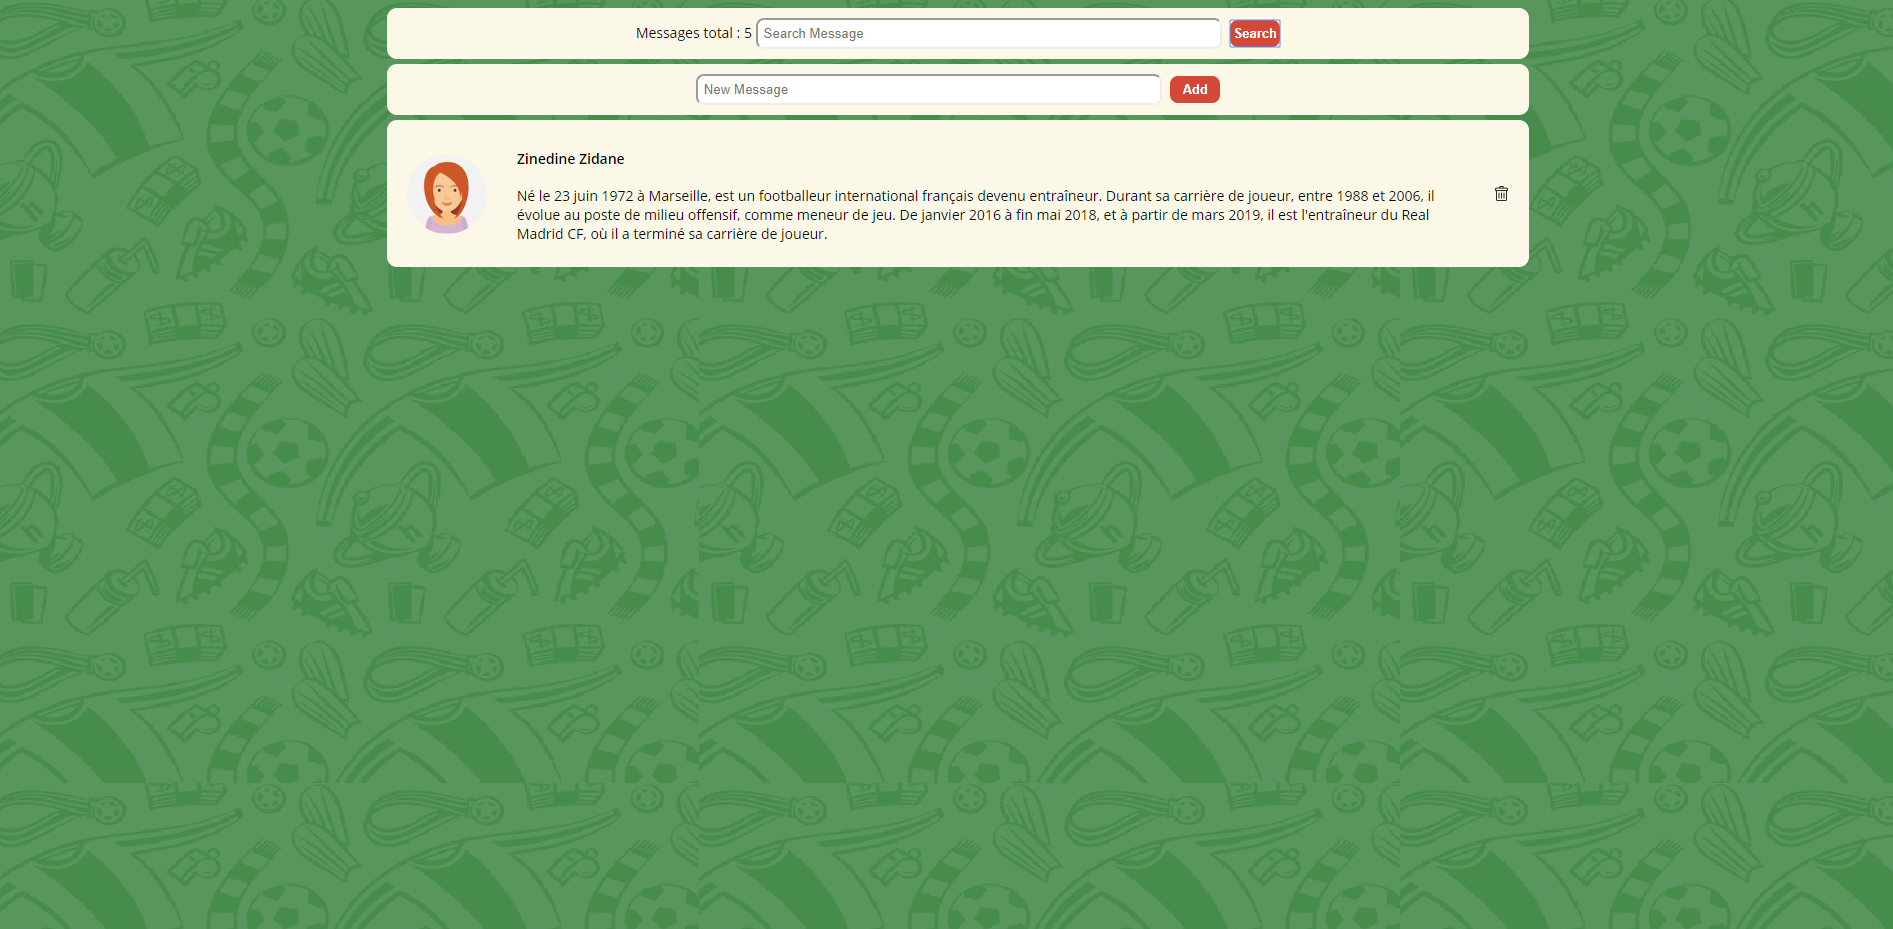 Messages total : 5 Search Message Search
New Message Add
Zinedine Zidane
Né le 23 juin 1972 à Marseille, est un footballeur international français devenu entraîneur. Durant sa carrière de joueur, entre 1988 et 2006, il
évolue au poste de milieu offensif, comme meneur de jeu. De janvier 2016 à fin mai 2018, et à partir de mars 2019, il est l'entraîneur du Real
Madrid CF, où il a terminé sa carrière de joueur.